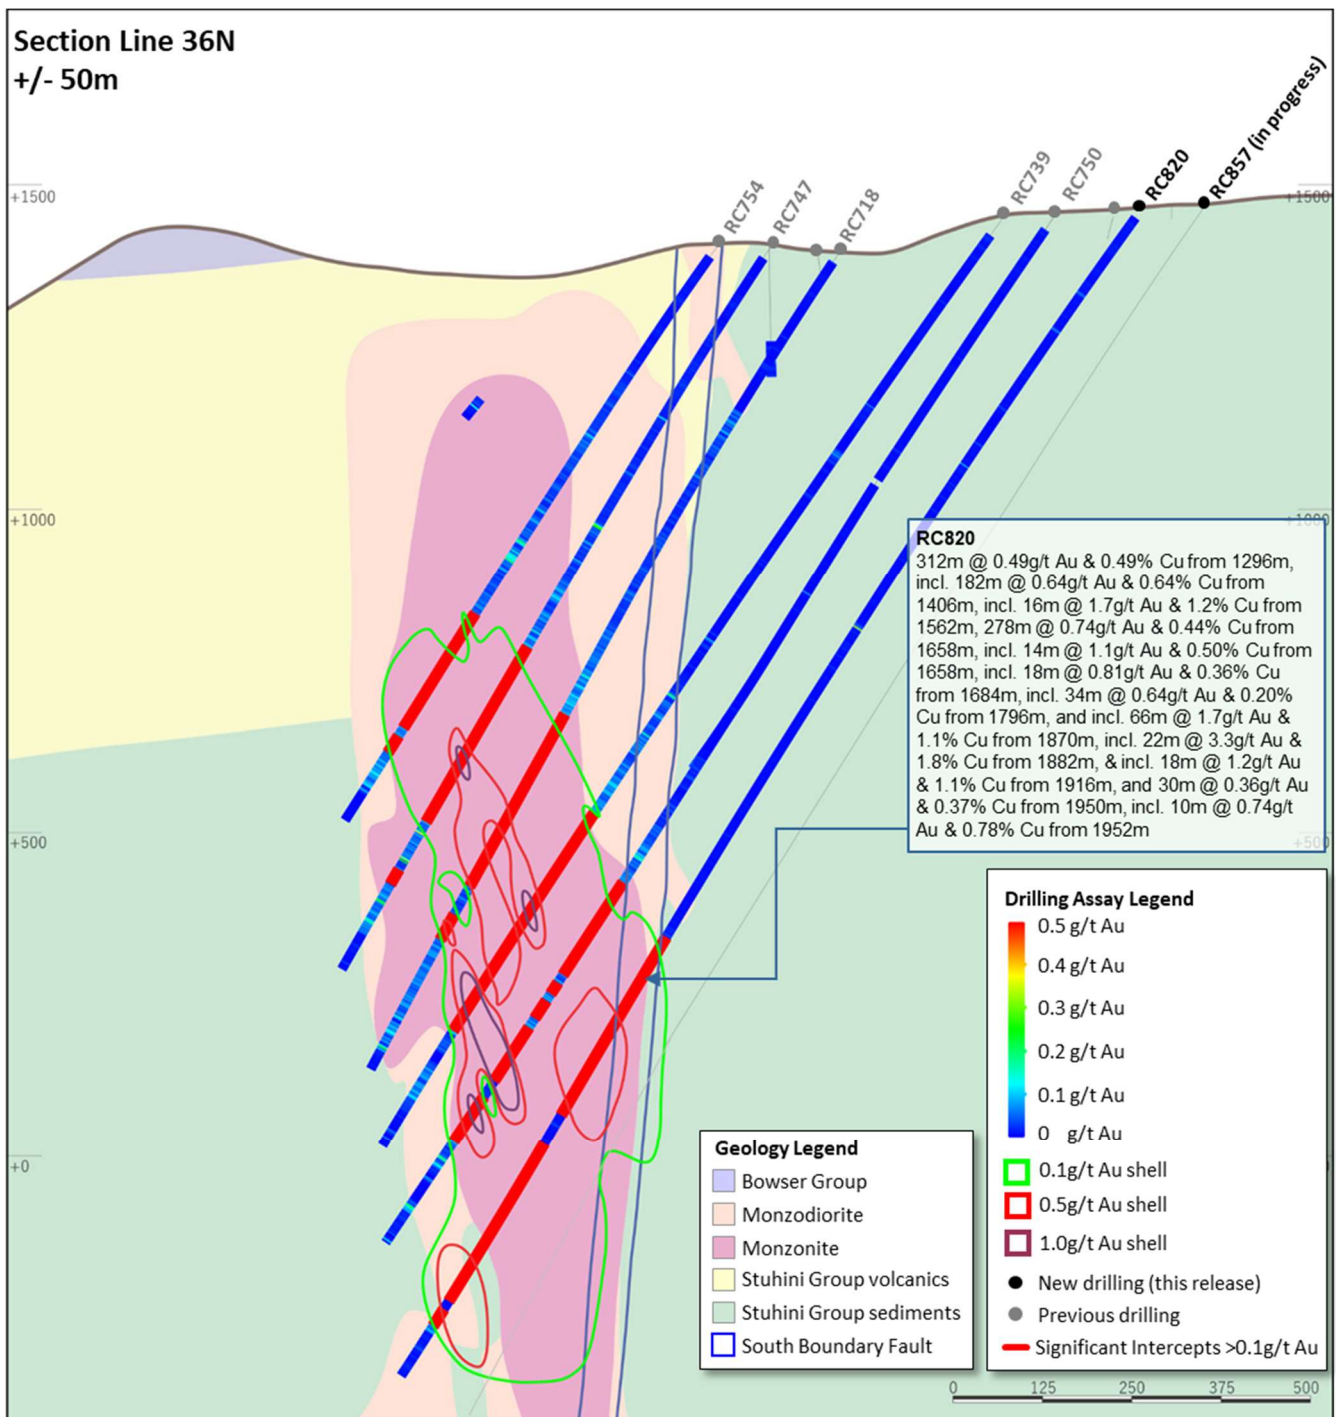 Section Line 36N
+/- 50m
RC754
RC747
RC718
RC739
RC750
RC820
RC857 (in progress)
+1500
+1500
+1000
+1000
+500
+500
+0
RC820
312m @ 0.49g/t Au & 0.49% Cu from 1296m,
incl. 182m @ 0.64g/t Au & 0.64% Cu from
1406m, incl. 16m @ 1.7g/t Au & 1.2% Cu from
1562m, 278m @ 0.74g/t Au & 0.44% Cu from
1658m, incl. 14m @ 1.1g/t Au & 0.50% Cu from
1658m, incl. 18m @ 0.81g/t Au & 0.36% Cu
from 1684m, incl. 34m @ 0.64g/t Au & 0.20%
Cu from 1796m, and incl. 66m @ 1.7g/t Au &
1.1% Cu from 1870m, incl. 22m @ 3.3g/t Au &
1.8% Cu from 1882m, & incl. 18m @ 1.2g/t Au
& 1.1% Cu from 1916m, and 30m @ 0.36g/t Au
& 0.37% Cu from 1950m, incl. 10m @ 0.74g/t
Au & 0.78% Cu from 1952m
Drilling Assay Legend
0.5 g/t Au
0.4 g/t Au
0.3 g/t Au
0.2 g/t Au
0.1 g/t Au
0 g/t Au
0.1g/t Au shell
0.5g/t Au shell
1.0g/t Au shell
New drilling (this release)
Previous drilling
Significant Intercepts >0.1g/t Au
Geology Legend
Bowser Group
Monzodiorite
Monzonite
Stuhini Group volcanics
Stuhini Group sediments
South Boundary Fault
0 125 250 375 500